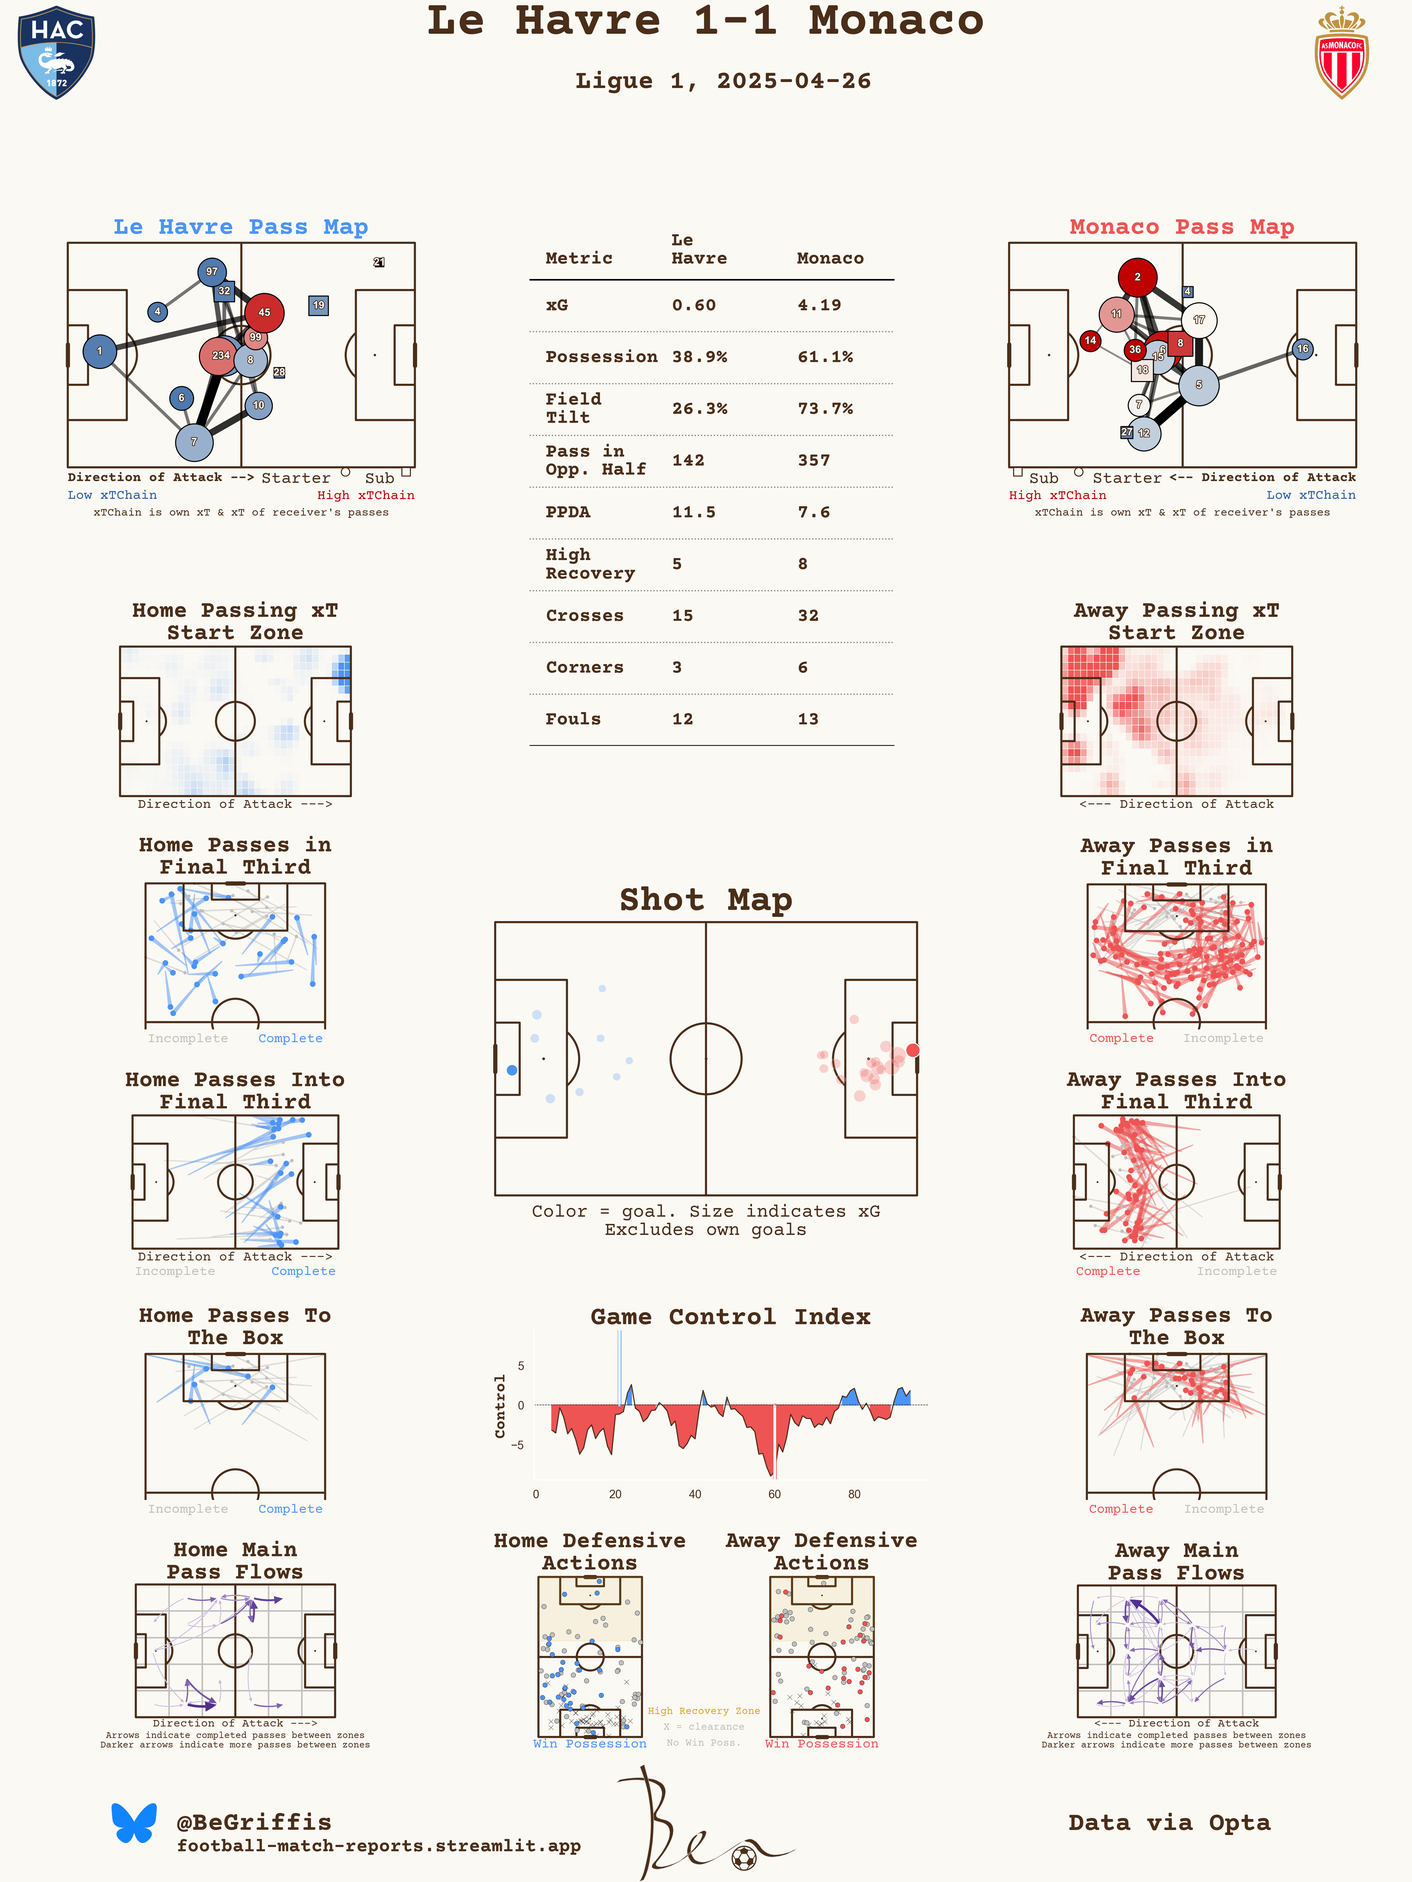 Le Havre 1-1 Monaco
Ligue 1, 2025-04-26
HAC
1872
AS MONACO FC
Le Havre Pass Map
97
32
4
45
19
21
1
99
234
8
28
6
10
7
Direction of Attack --> Starter Sub
Low xTChain High xTChain
xTChain is own xT & xT of receiver's passes
Metric Le Havre Monaco
xG 0.60 4.19
Possession 38.9% 61.1%
Field Tilt 26.3% 73.7%
Pass in Opp. Half 142 357
PPDA 11.5 7.6
High Recovery 5 8
Crosses 15 32
Corners 3 6
Fouls 12 13
Monaco Pass Map
2
4
11
17
14
36
6
15
8
16
18
5
7
27
12
Sub Starter <-- Direction of Attack
High xTChain Low xTChain
xTChain is own xT & xT of receiver's passes
Home Passing xT
Start Zone
Direction of Attack --->
Away Passing xT
Start Zone
<--- Direction of Attack
Home Passes in
Final Third
Incomplete Complete
Shot Map
Color = goal. Size indicates xG
Excludes own goals
Away Passes in
Final Third
Complete Incomplete
Home Passes Into
Final Third
Direction of Attack --->
Incomplete Complete
Away Passes Into
Final Third
<--- Direction of Attack
Complete Incomplete
Home Passes To
The Box
Incomplete Complete
Game Control Index
Control
5
0
-5
0 20 40 60 80
Away Passes To
The Box
Complete Incomplete
Home Main
Pass Flows
Direction of Attack --->
Arrows indicate completed passes between zones
Darker arrows indicate more passes between zones
Home Defensive
Actions
Win Possession
Away Defensive
Actions
Win Possession
High Recovery Zone
X = clearance
No Win Poss.
Away Main
Pass Flows
<--- Direction of Attack
Arrows indicate completed passes between zones
Darker arrows indicate more passes between zones
@BeGriffis
football-match-reports.streamlit.app
Ben
Data via Opta